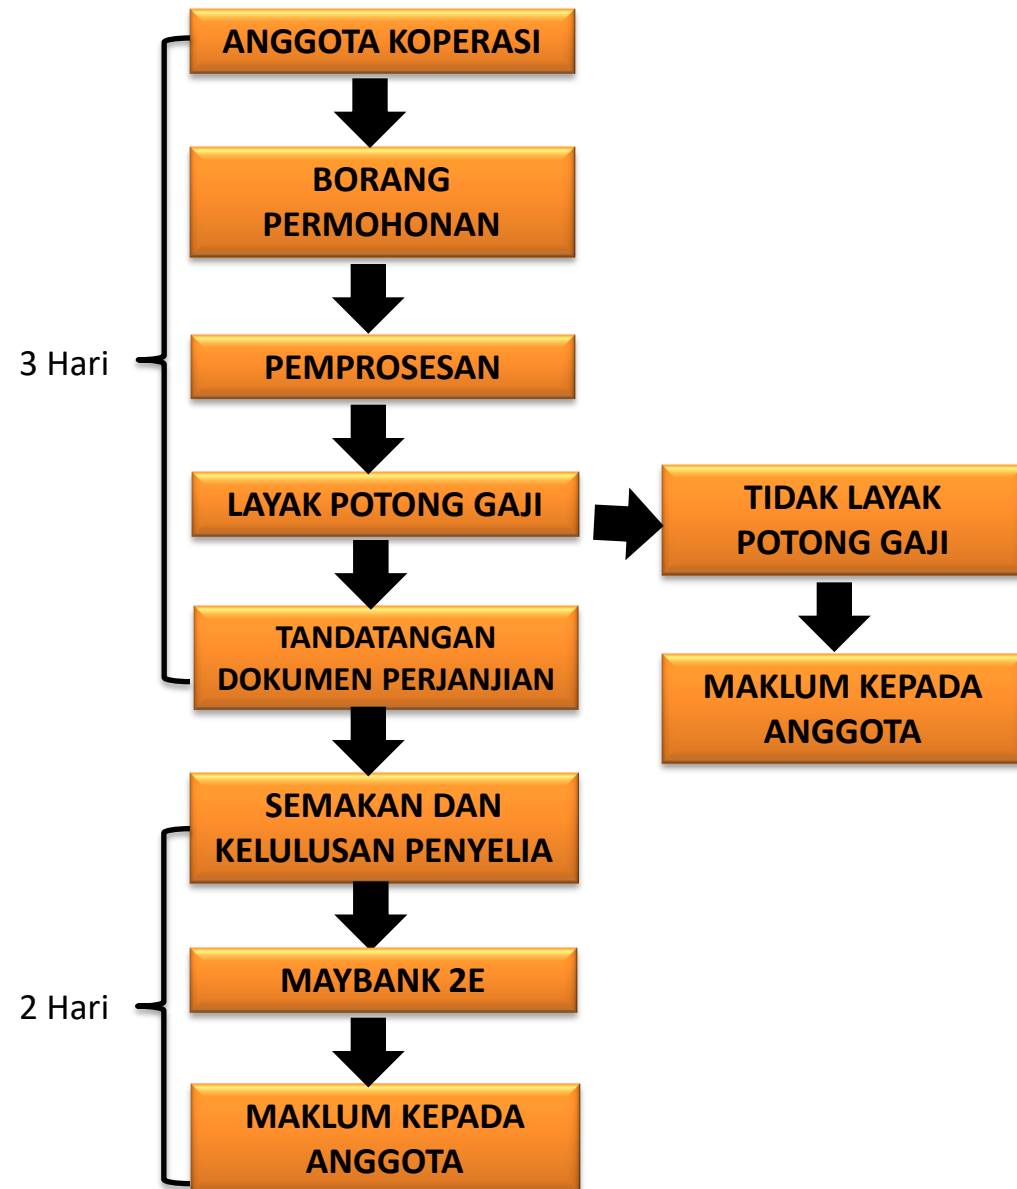 ANGGOTA KOPERASI
BORANG
PERMOHONAN
3 Hari
PEMPROSESAN
LAYAK POTONG GAJI
TIDAK LAYAK
POTONG GAJI
TANDATANGAN
DOKUMEN PERJANJIAN
MAKLUM KEPADA
ANGGOTA
SEMAKAN DAN
KELULUSAN PENYELIA
2 Hari
MAYBANK 2E
MAKLUM KEPADA
ANGGOTA